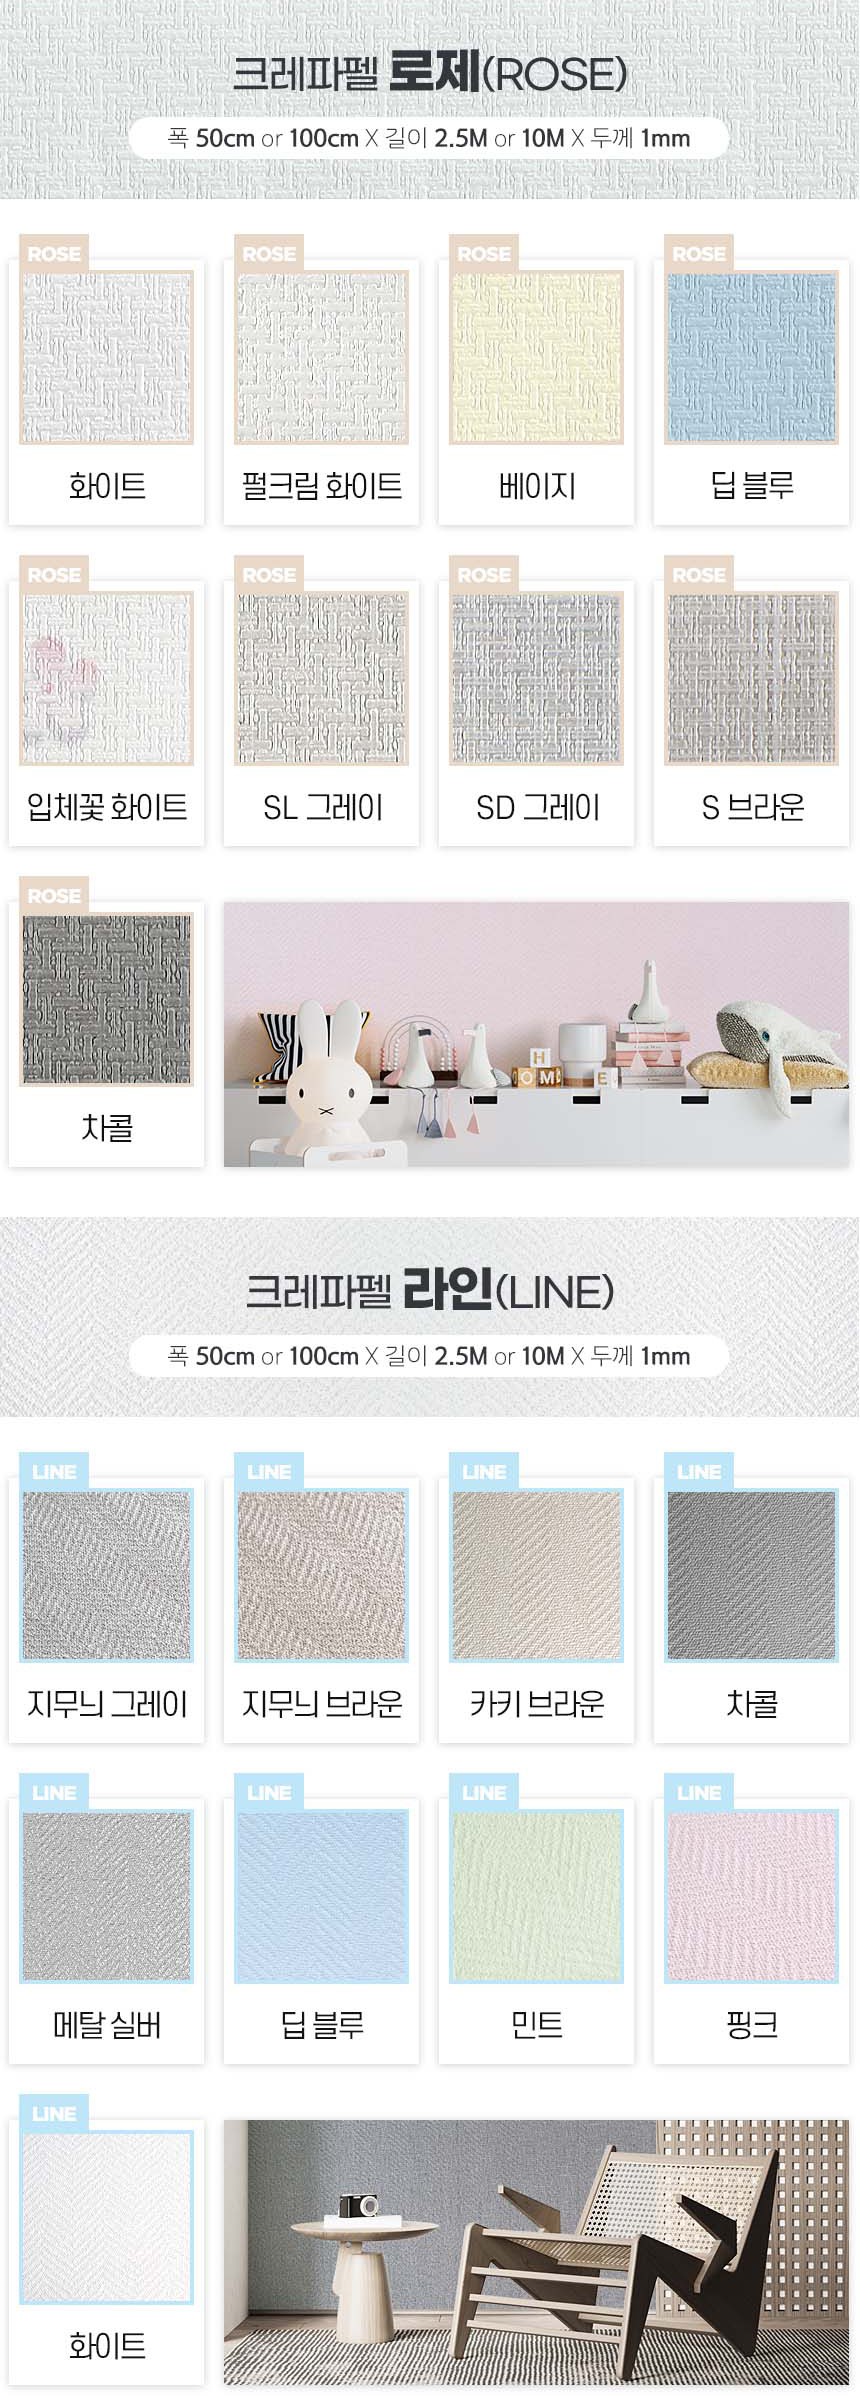 크레파펠 로제(ROSE)
폭 50cm or 100cm X 길이 2.5M or 10M X 두께 1mm
ROSE ROSE ROSE ROSE
화이트 펄크림 화이트 베이지 딥 블루
ROSE ROSE ROSE ROSE
입체꽃 화이트 SL 그레이 SD 그레이 S 브라운
ROSE
H
OM E
차콜
크레파펠 라인(LINE)
폭 50cm or 100cm X 길이 2.5M or 10M X 두께 1mm
LINE LINE LINE LINE
지무늬 그레이 지무늬 브라운 카키 브라운 차콜
LINE LINE LINE LINE
메탈 실버 딥 블루 민트 핑크
LINE
화이트